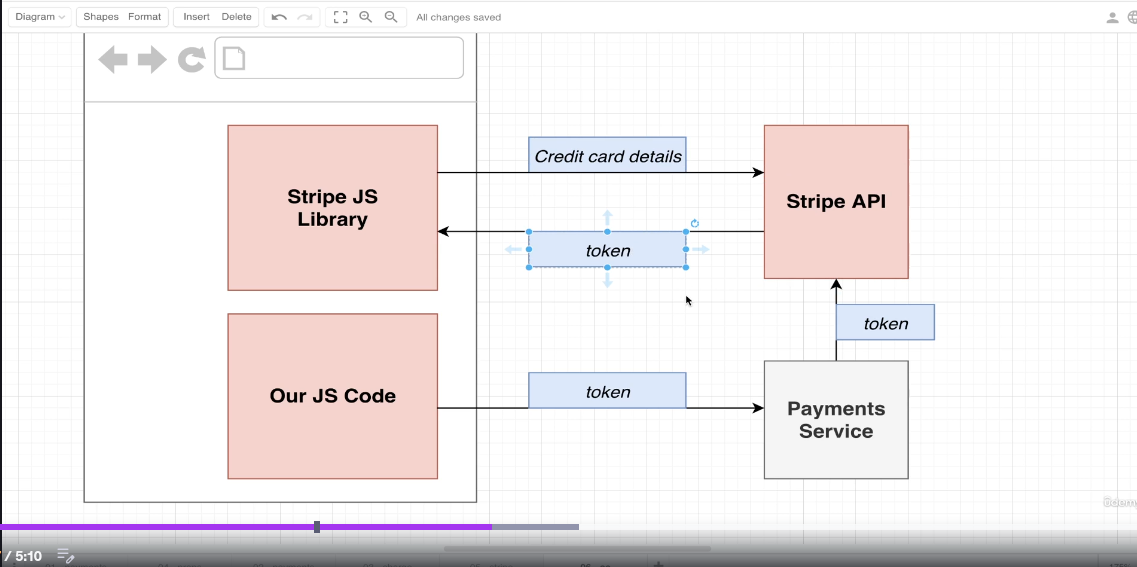 Diagram
Shapes Format
Insert Delete
All changes saved
Credit card details
Stripe JS
Library
Stripe API
token
token
Our JS Code
token
Payments
Service
ûdemy
/ 5:10